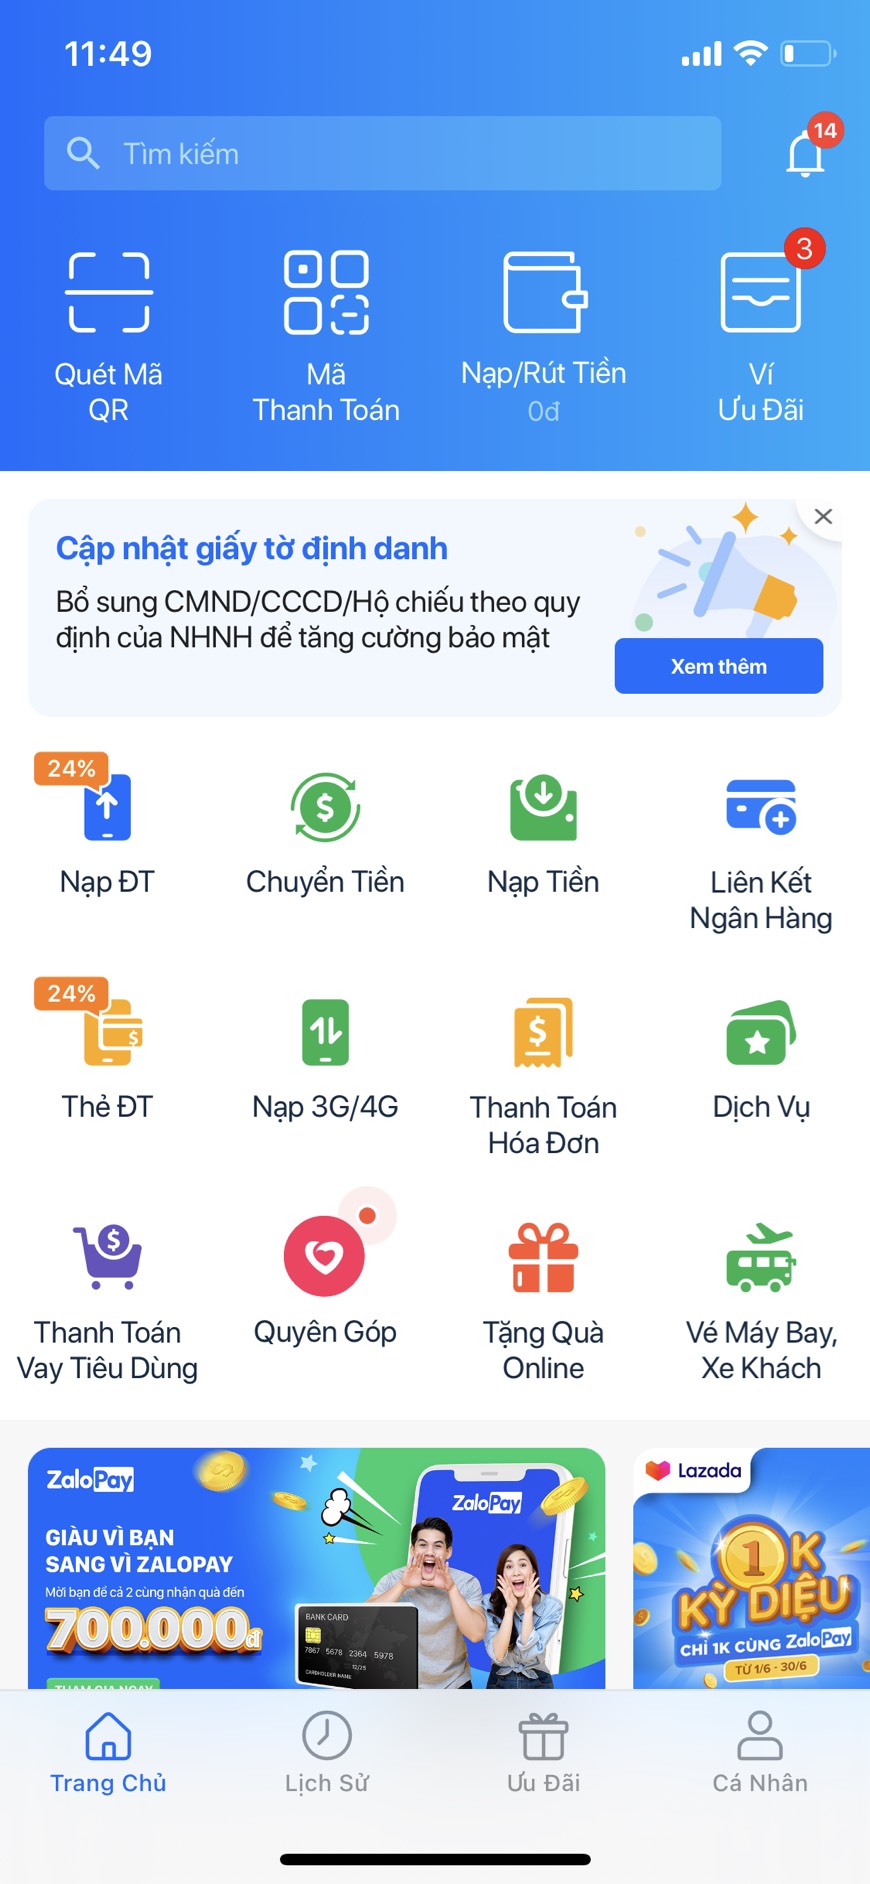 11:49
Tìm kiếm
14
3
Quét Mã
QR
Mã
Thanh Toán
Nạp/Rút Tiền
0đ
Ví
Ưu Đãi
Cập nhật giấy tờ định danh
Bổ sung CMND/CCCD/Hộ chiếu theo quy
định của NHNH để tăng cường bảo mật
Xem thêm
24%
Nạp ĐT
Chuyển Tiền
Nạp Tiền
Liên Kết
Ngân Hàng
24%
Thẻ ĐT
Nạp 3G/4G
Thanh Toán
Hóa Đơn
Dịch Vụ
Thanh Toán
Vay Tiêu Dùng
Quyên Góp
Tặng Quà
Online
Vé Máy Bay,
Xe Khách
ZaloPay
GIÀU VÌ BẠN
SANG VÌ ZALOPAY
Mời bạn để cả 2 cùng nhận quà đến
700.000đ
THAM GIA NGAY
ZaloPay
BANK CARD
7867 5678 2364 5978
12/25
CARDHOLDER NAME
Lazada
1K
KỲ DIỆU
CHỈ 1K CÙNG ZaloPay
TỪ 1/6 - 30/6
Trang Chủ
Lịch Sử
Ưu Đãi
Cá Nhân